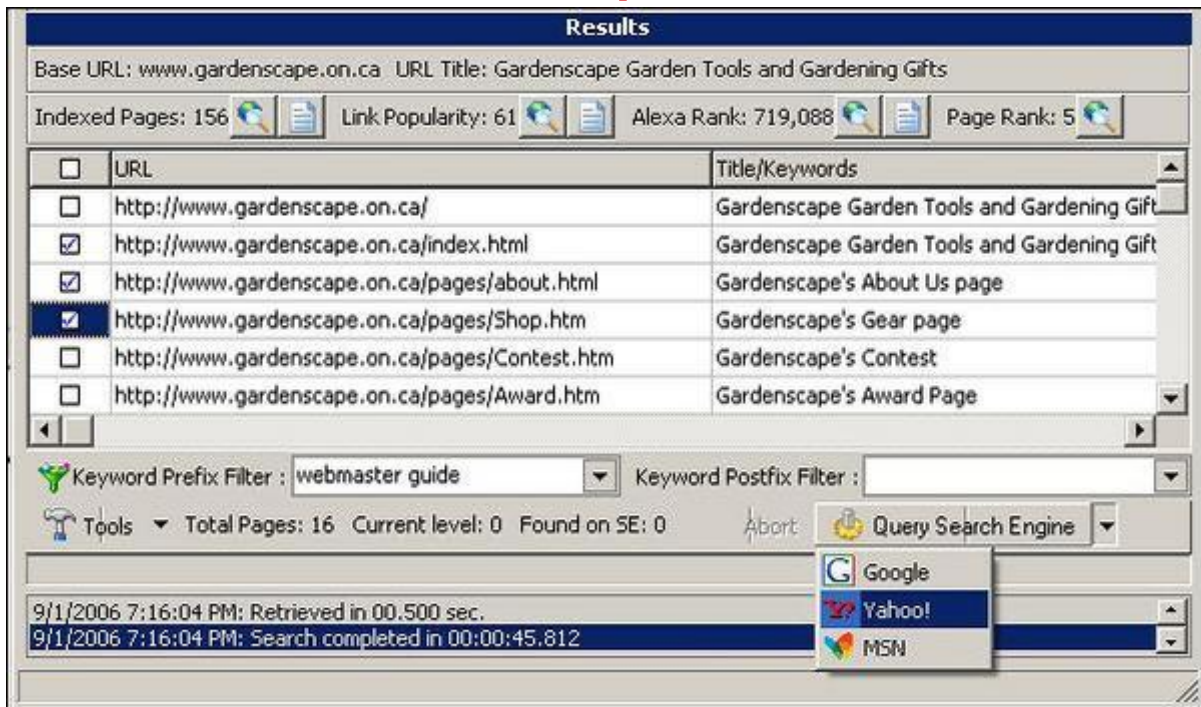 Results
Base URL: www.gardenscape.on.ca URL Title: Gardenscape Garden Tools and Gardening Gifts
Indexed Pages: 156 Link Popularity: 61 Alexa Rank: 719,088 Page Rank: 5
URL Title/Keywords
http://www.gardenscape.on.ca/ Gardenscape Garden Tools and Gardening Gift
http://www.gardenscape.on.ca/index.html Gardenscape Garden Tools and Gardening Gift
http://www.gardenscape.on.ca/pages/about.html Gardenscape's About Us page
http://www.gardenscape.on.ca/pages/Shop.htm Gardenscape's Gear page
http://www.gardenscape.on.ca/pages/Contest.htm Gardenscape's Contest
http://www.gardenscape.on.ca/pages/Award.htm Gardenscape's Award Page
Keyword Prefix Filter : webmaster guide Keyword Postfix Filter :
Tools Total Pages: 16 Current level: 0 Found on SE: 0 Abort Query Search Engine
Google
Yahoo!
MSN
9/1/2006 7:16:04 PM: Retrieved in 00.500 sec.
9/1/2006 7:16:04 PM: Search completed in 00:00:45.812